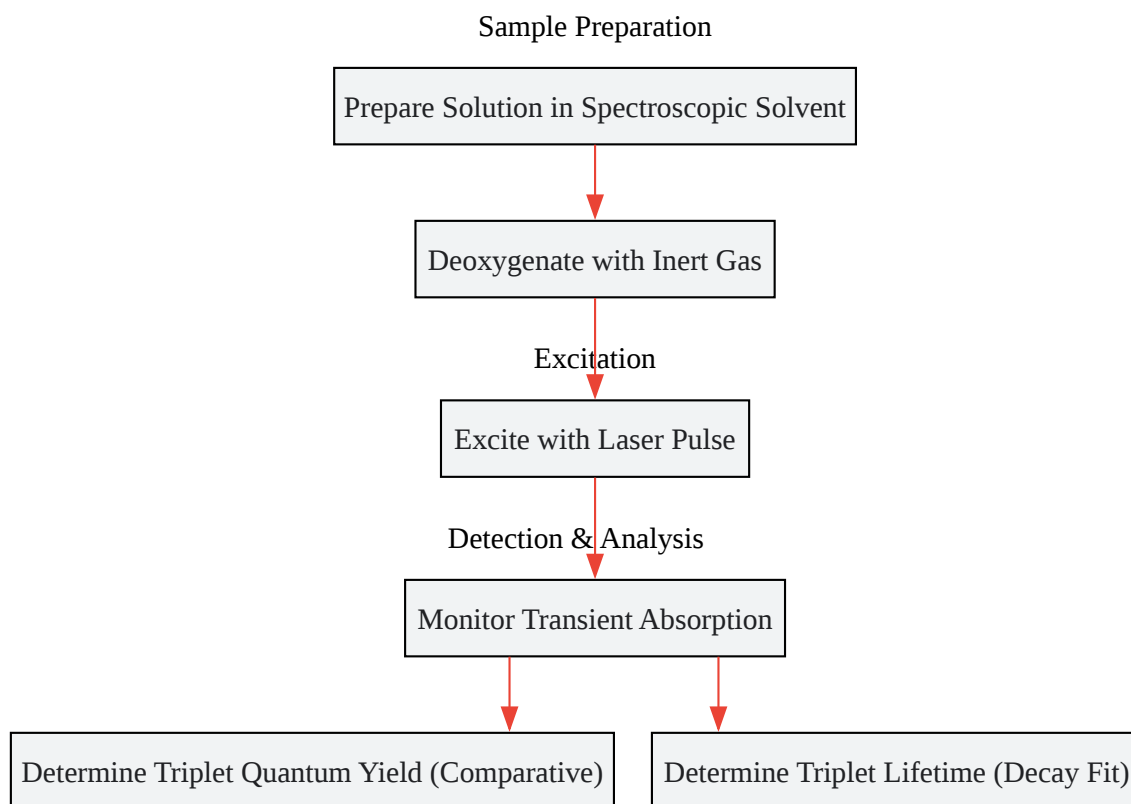 Sample Preparation
Prepare Solution in Spectroscopic Solvent
Deoxygenate with Inert Gas
Excitation
Excite with Laser Pulse
Detection & Analysis
Monitor Transient Absorption
Determine Triplet Quantum Yield (Comparative)
Determine Triplet Lifetime (Decay Fit)